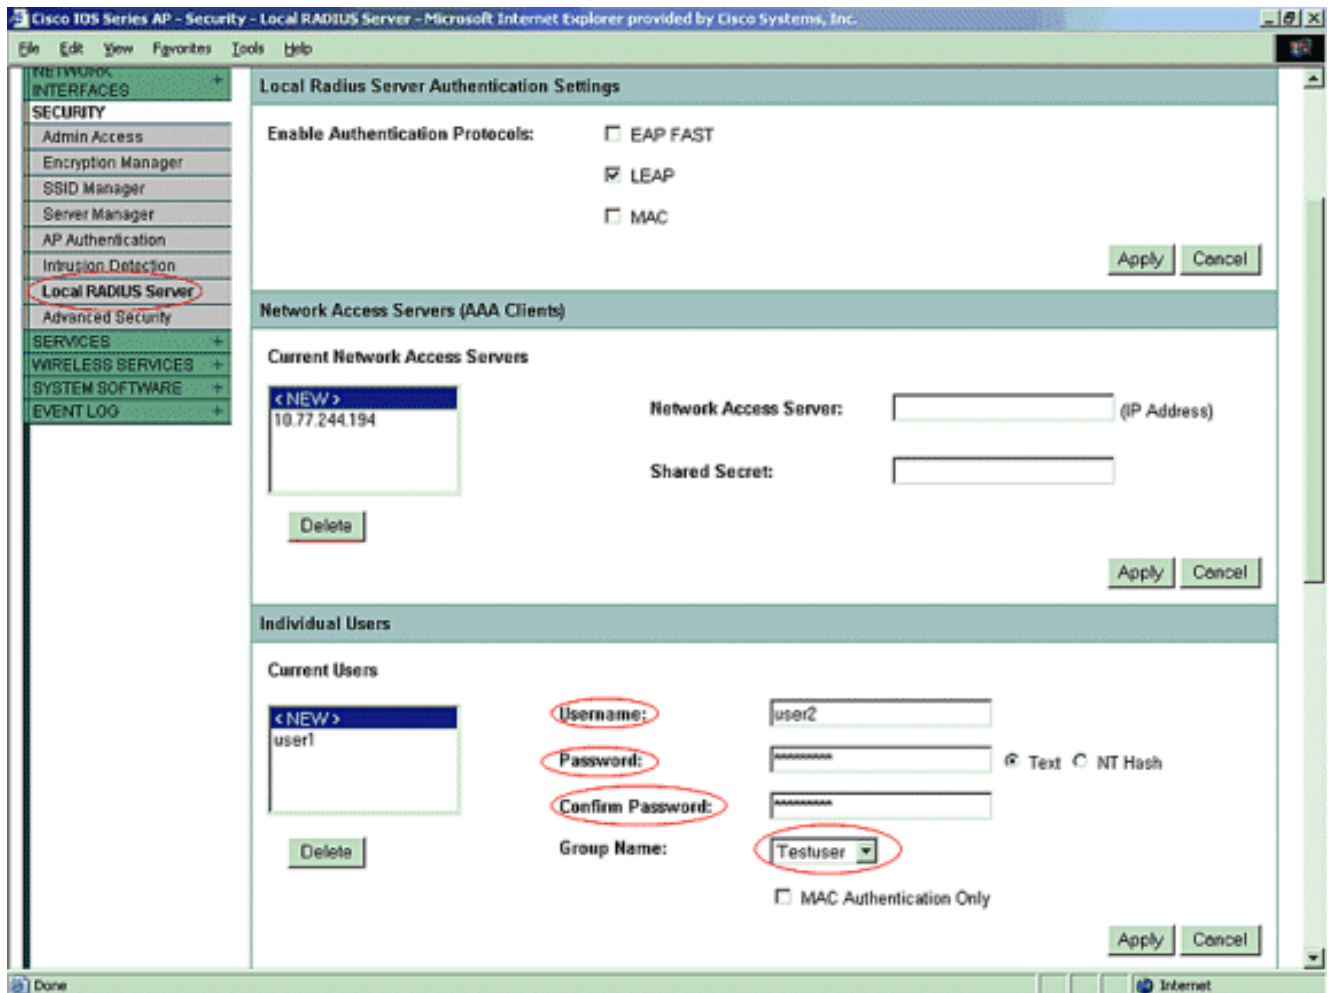 Cisco IOS Series AP - Security - Local RADIUS Server - Microsoft Internet Explorer provided by Cisco Systems, Inc.
File Edit View Favorites Tools Help
NETWORK INTERFACES +
SECURITY
Admin Access
Encryption Manager
SSID Manager
Server Manager
AP Authentication
Intrusion Detection
Local RADIUS Server
Advanced Security
SERVICES +
WIRELESS SERVICES +
SYSTEM SOFTWARE +
EVENT LOG +
Local Radius Server Authentication Settings
Enable Authentication Protocols:
EAP FAST
LEAP
MAC
Apply Cancel
Network Access Servers (AAA Clients)
Current Network Access Servers
<NEW>
10.77.244.194
Delete
Network Access Server: (IP Address)
Shared Secret:
Apply Cancel
Individual Users
Current Users
<NEW>
user1
Delete
Username: user2
Password: ********* Text NT Hash
Confirm Password: *********
Group Name: Testuser
MAC Authentication Only
Apply Cancel
Done
Internet